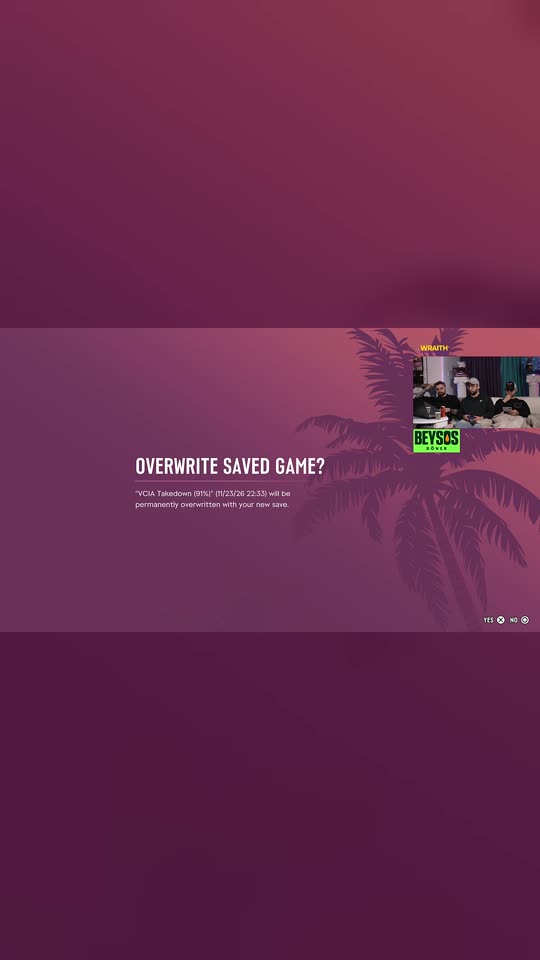 WRAITH
BEYSOS
DÖNER
OVERWRITE SAVED GAME?
"VCIA Takedown (91%)" (11/23/26 22:33) will be
permanently overwritten with your new save.
YES NO